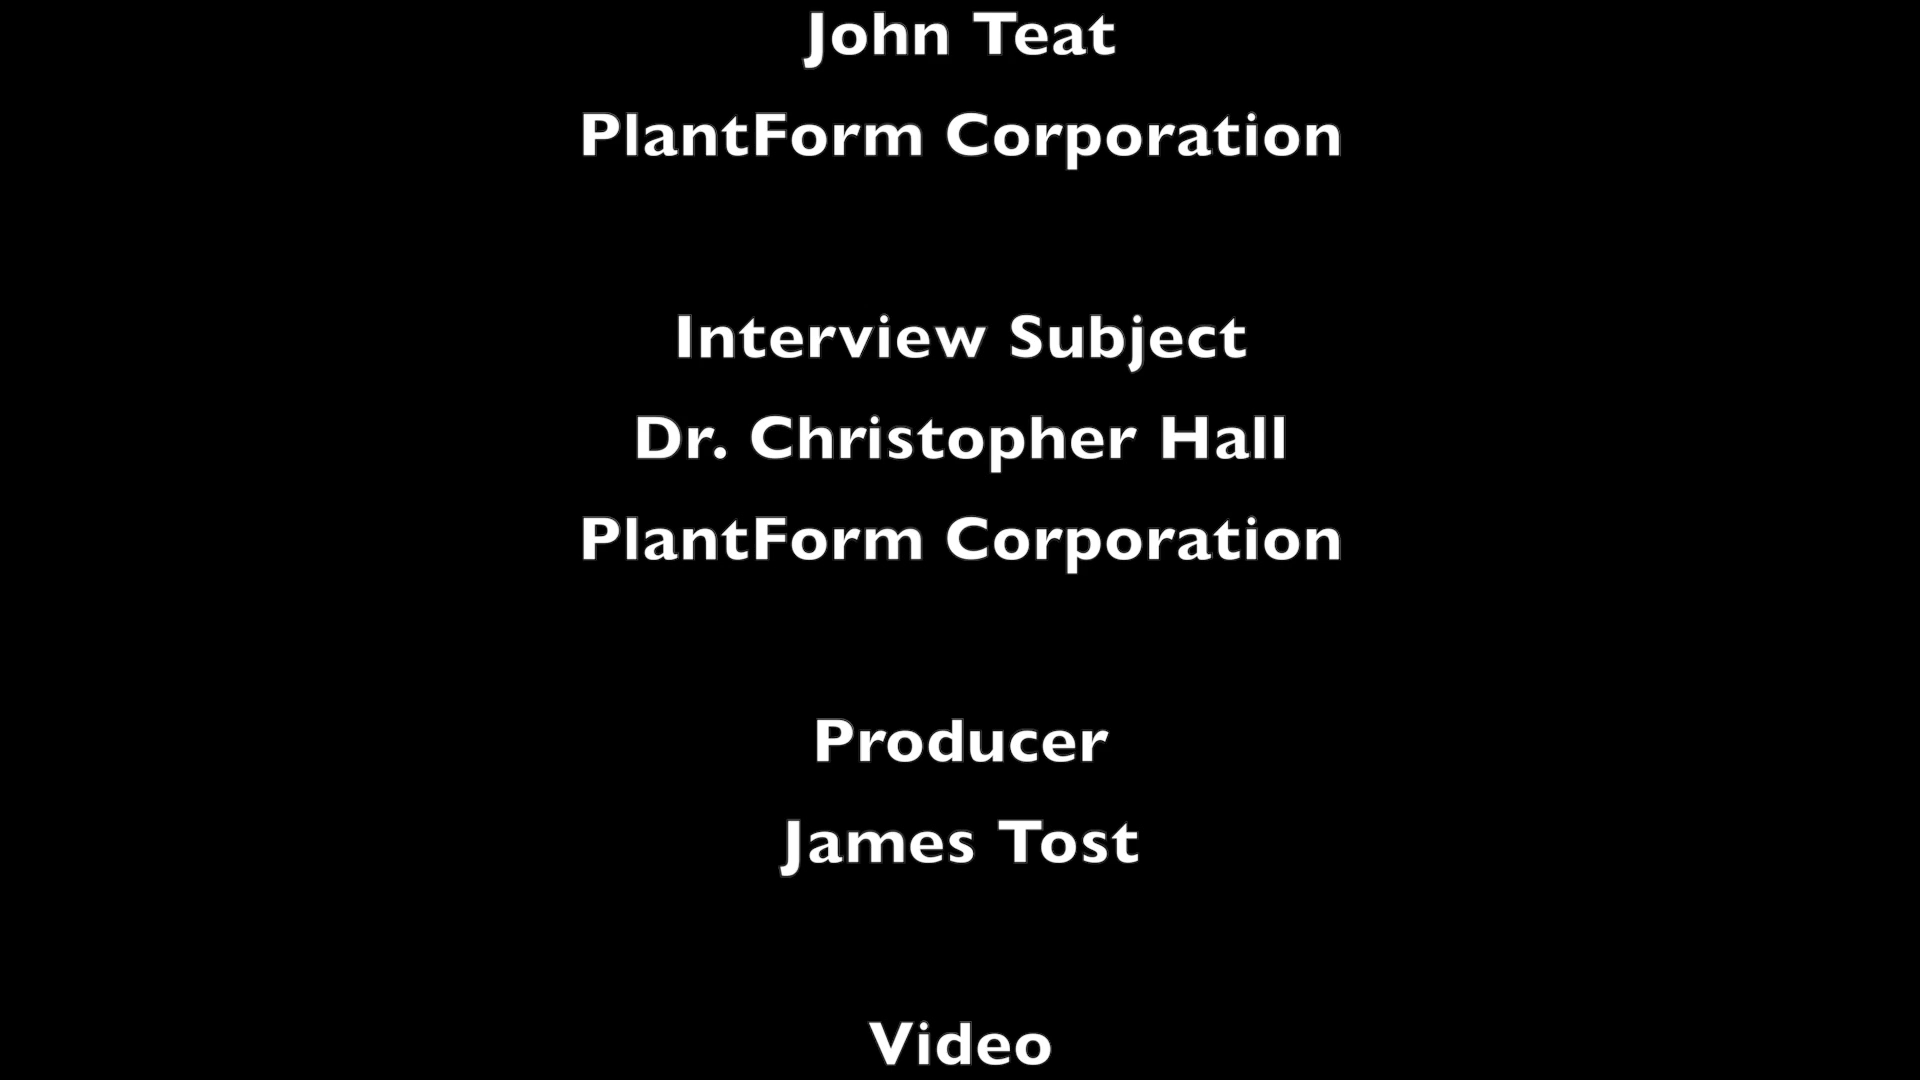 John Teat
PlantForm Corporation
Interview Subject
Dr. Christopher Hall
PlantForm Corporation
Producer
James Tost
Video